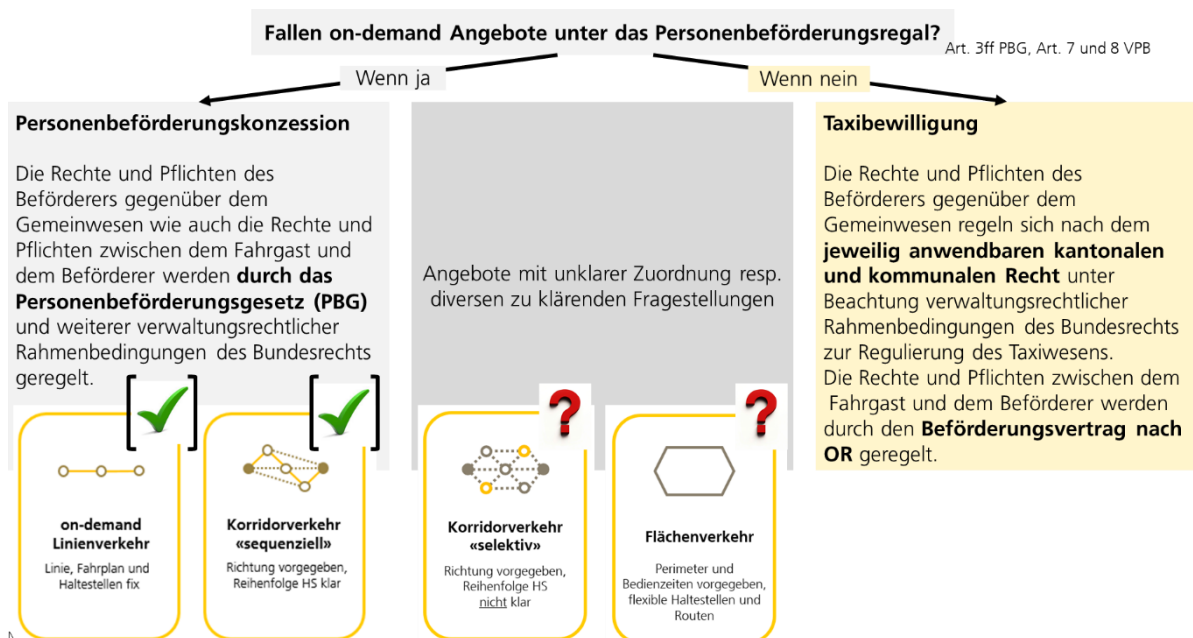 Fallen on-demand Angebote unter das Personenbeförderungsregal?
Art. 3ff PBG, Art. 7 und 8 VPB
Wenn ja
Wenn nein
Personenbeförderungskonzession
Die Rechte und Pflichten des
Beförderers gegenüber dem
Gemeinwesen wie auch die Rechte und
Pflichten zwischen dem Fahrgast und
dem Beförderer werden durch das
Personenbeförderungsgesetz (PBG)
und weiterer verwaltungsrechtlicher
Rahmenbedingungen des Bundesrechts
geregelt.
Angebote mit unklarer Zuordnung resp.
diversen zu klärenden Fragestellungen
Taxibewilligung
Die Rechte und Pflichten des
Beförderers gegenüber dem
Gemeinwesen regeln sich nach dem
jeweilig anwendbaren kantonalen
und kommunalen Recht unter
Beachtung verwaltungsrechtlicher
Rahmenbedingungen des Bundesrechts
zur Regulierung des Taxiwesens.
Die Rechte und Pflichten zwischen dem
Fahrgast und dem Beförderer werden
durch den Beförderungsvertrag nach
OR geregelt.
?
?
on-demand
Linienverkehr
Linie, Fahrplan und
Haltestellen fix
Korridorverkehr
«sequenziell»
Richtung vorgegeben,
Reihenfolge HS klar
Korridorverkehr
«selektiv»
Richtung vorgegeben,
Reihenfolge HS
nicht klar
Flächenverkehr
Perimeter und
Bedienzeiten vorgegeben,
flexible Haltestellen und
Routen